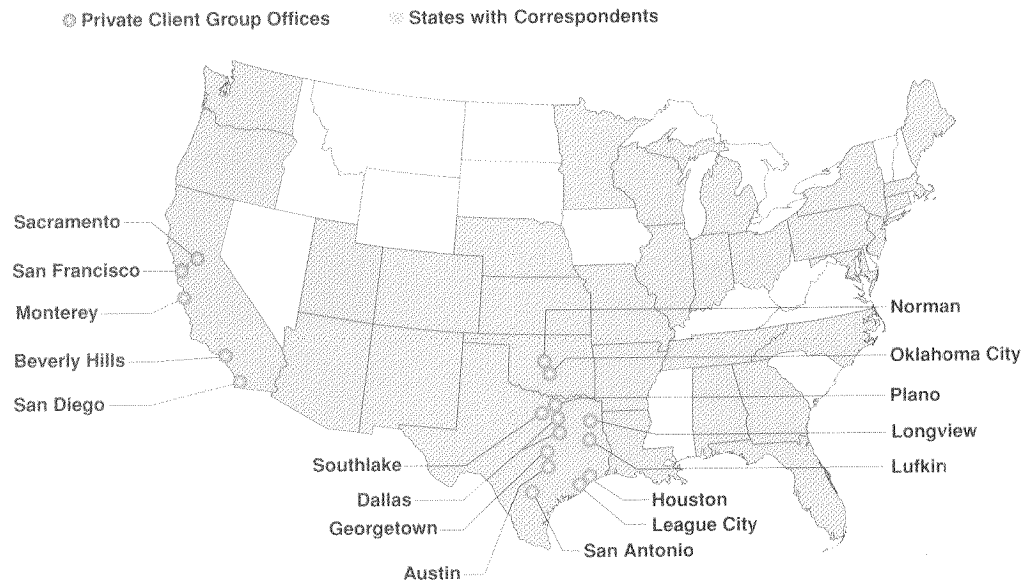 Private Client Group Offices
States with Correspondents
Sacramento
San Francisco
Monterey
Beverly Hills
San Diego
Norman
Oklahoma City
Plano
Longview
Lufkin
Southlake
Dallas
Georgetown
Austin
Houston
League City
San Antonio